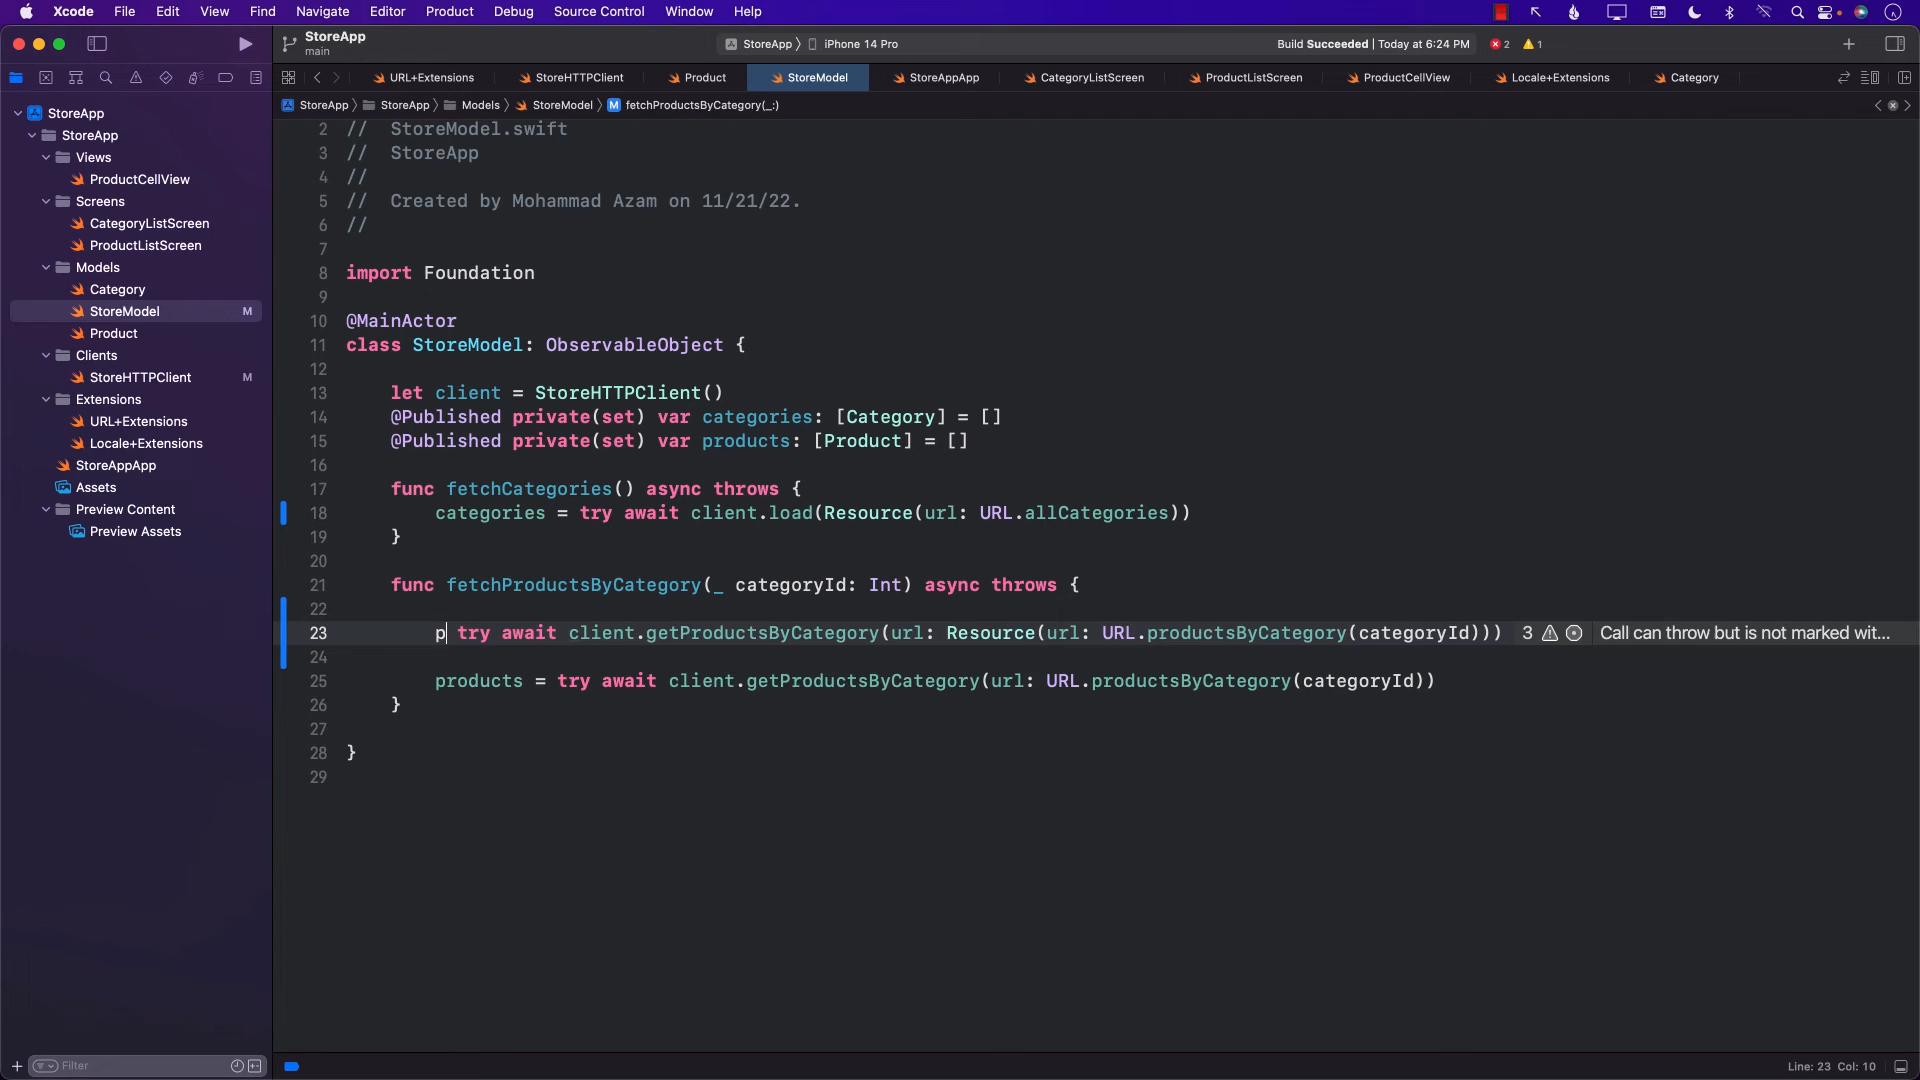 Xcode File Edit View Find Navigate Editor Product Debug Source Control Window Help
StoreApp
main
StoreApp iPhone 14 Pro
Build Succeeded | Today at 6:24 PM
2
1
URL+Extensions StoreHTTPClient Product StoreModel StoreAppApp CategoryListScreen ProductListScreen ProductCellView Locale+Extensions Category
StoreApp StoreApp Models StoreModel M fetchProductsByCategory(_:)
StoreApp
StoreApp
Views
ProductCellView
Screens
CategoryListScreen
ProductListScreen
Models
Category
StoreModel M
Product
Clients
StoreHTTPClient M
Extensions
URL+Extensions
Locale+Extensions
StoreAppApp
Assets
Preview Content
Preview Assets
Filter
2 // StoreModel.swift
3 // StoreApp
4 //
5 // Created by Mohammad Azam on 11/21/22.
6 //
7
8 import Foundation
9
10 @MainActor
11 class StoreModel: ObservableObject {
12
13 let client = StoreHTTPClient()
14 @Published private(set) var categories: [Category] = []
15 @Published private(set) var products: [Product] = []
16
17 func fetchCategories() async throws {
18 categories = try await client.load(Resource(url: URL.allCategories))
19 }
20
21 func fetchProductsByCategory(_ categoryId: Int) async throws {
22
23 p try await client.getProductsByCategory(url: Resource(url: URL.productsByCategory(categoryId))) 3 Call can throw but is not marked wit...
24
25 products = try await client.getProductsByCategory(url: URL.productsByCategory(categoryId))
26 }
27
28 }
29
Line: 23 Col: 10